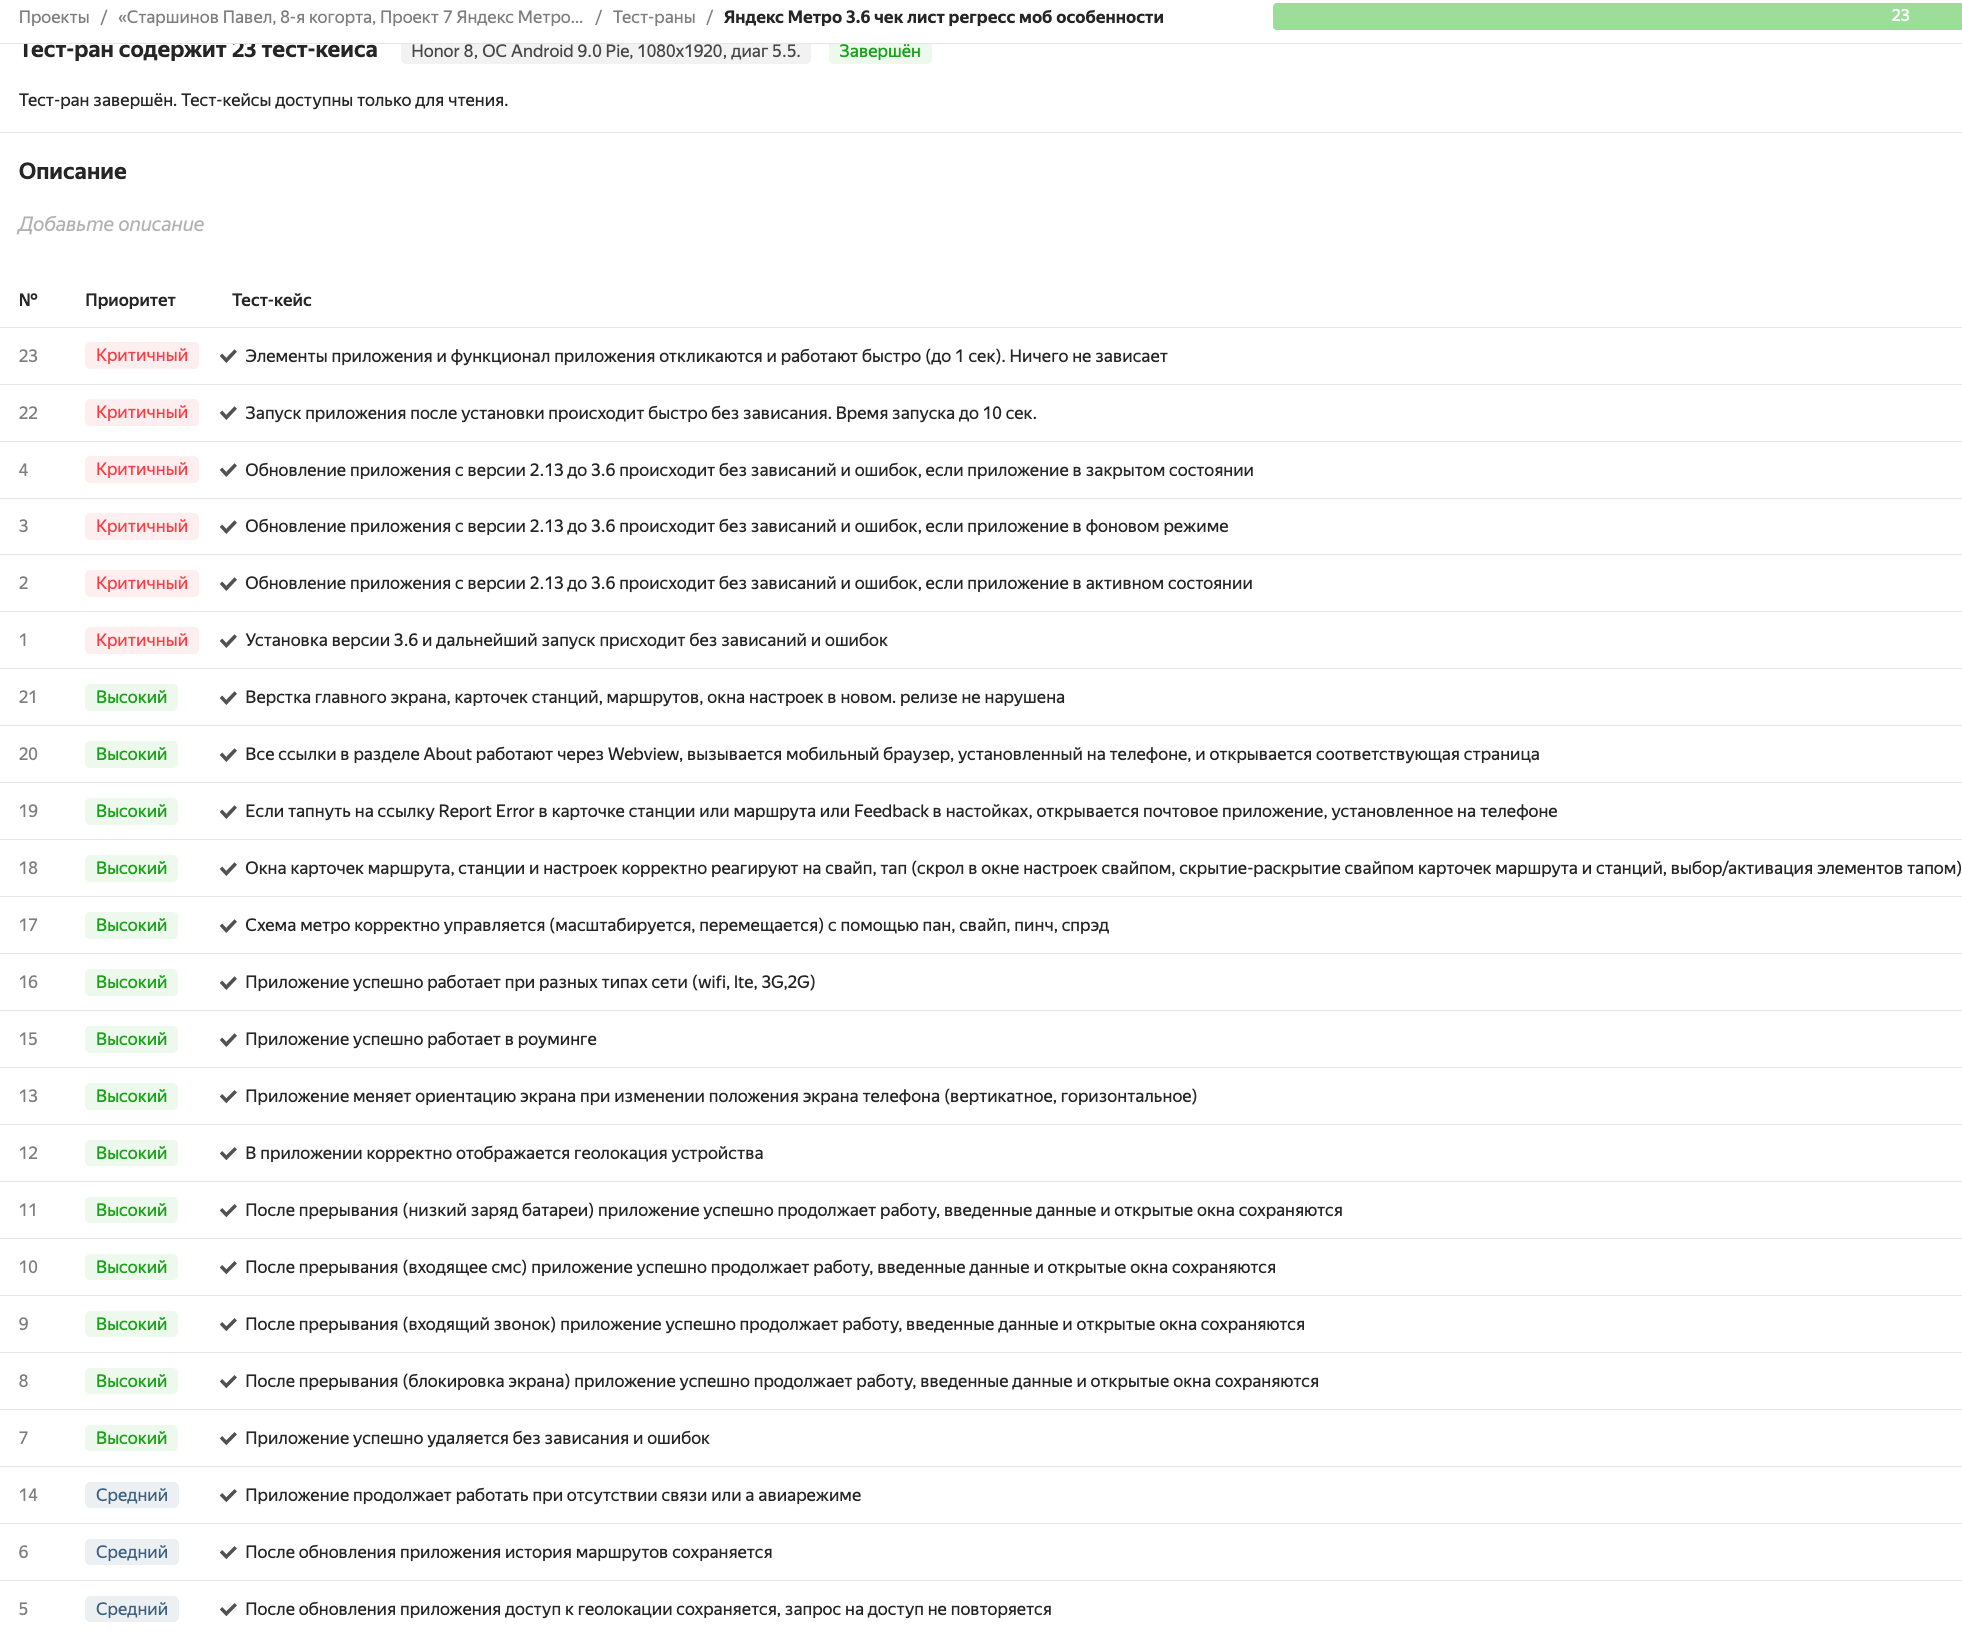 Проекты / «Старшинов Павел, 8-я когорта, Проект 7 Яндекс Метро... / Тест-раны / Яндекс Метро 3.6 чек лист регресс моб особенности 23
Тест-ран содержит 23 тест-кейса Honor 8, ОС Android 9.0 Pie, 1080x1920, диаг 5.5. Завершён
Тест-ран завершён. Тест-кейсы доступны только для чтения.
Описание
Добавьте описание
№ Приоритет Тест-кейс
23 Критичный Элементы приложения и функционал приложения откликаются и работают быстро (до 1 сек). Ничего не зависает
22 Критичный Запуск приложения после установки происходит быстро без зависания. Время запуска до 10 сек.
4 Критичный Обновление приложения с версии 2.13 до 3.6 происходит без зависаний и ошибок, если приложение в закрытом состоянии
3 Критичный Обновление приложения с версии 2.13 до 3.6 происходит без зависаний и ошибок, если приложение в фоновом режиме
2 Критичный Обновление приложения с версии 2.13 до 3.6 происходит без зависаний и ошибок, если приложение в активном состоянии
1 Критичный Установка версии 3.6 и дальнейший запуск присходит без зависаний и ошибок
21 Высокий Верстка главного экрана, карточек станций, маршрутов, окна настроек в новом. релизе не нарушена
20 Высокий Все ссылки в разделе About работают через Webview, вызывается мобильный браузер, установленный на телефоне, и открывается соответствующая страница
19 Высокий Если тапнуть на ссылку Report Error в карточке станции или маршрута или Feedback в настойках, открывается почтовое приложение, установленное на телефоне
18 Высокий Окна карточек маршрута, станции и настроек корректно реагируют на свайп, тап (скрол в окне настроек свайпом, скрытие-раскрытие свайпом карточек маршрута и станций, выбор/активация элементов тапом)
17 Высокий Схема метро корректно управляется (масштабируется, перемещается) с помощью пан, свайп, пинч, спрэд
16 Высокий Приложение успешно работает при разных типах сети (wifi, lte, 3G,2G)
15 Высокий Приложение успешно работает в роуминге
13 Высокий Приложение меняет ориентацию экрана при изменении положения экрана телефона (вертикатное, горизонтальное)
12 Высокий В приложении корректно отображается геолокация устройства
11 Высокий После прерывания (низкий заряд батареи) приложение успешно продолжает работу, введенные данные и открытые окна сохраняются
10 Высокий После прерывания (входящее смс) приложение успешно продолжает работу, введенные данные и открытые окна сохраняются
9 Высокий После прерывания (входящий звонок) приложение успешно продолжает работу, введенные данные и открытые окна сохраняются
8 Высокий После прерывания (блокировка экрана) приложение успешно продолжает работу, введенные данные и открытые окна сохраняются
7 Высокий Приложение успешно удаляется без зависания и ошибок
14 Средний Приложение продолжает работать при отсутствии связи или а авиарежиме
6 Средний После обновления приложения история маршрутов сохраняется
5 Средний После обновления приложения доступ к геолокации сохраняется, запрос на доступ не повторяется